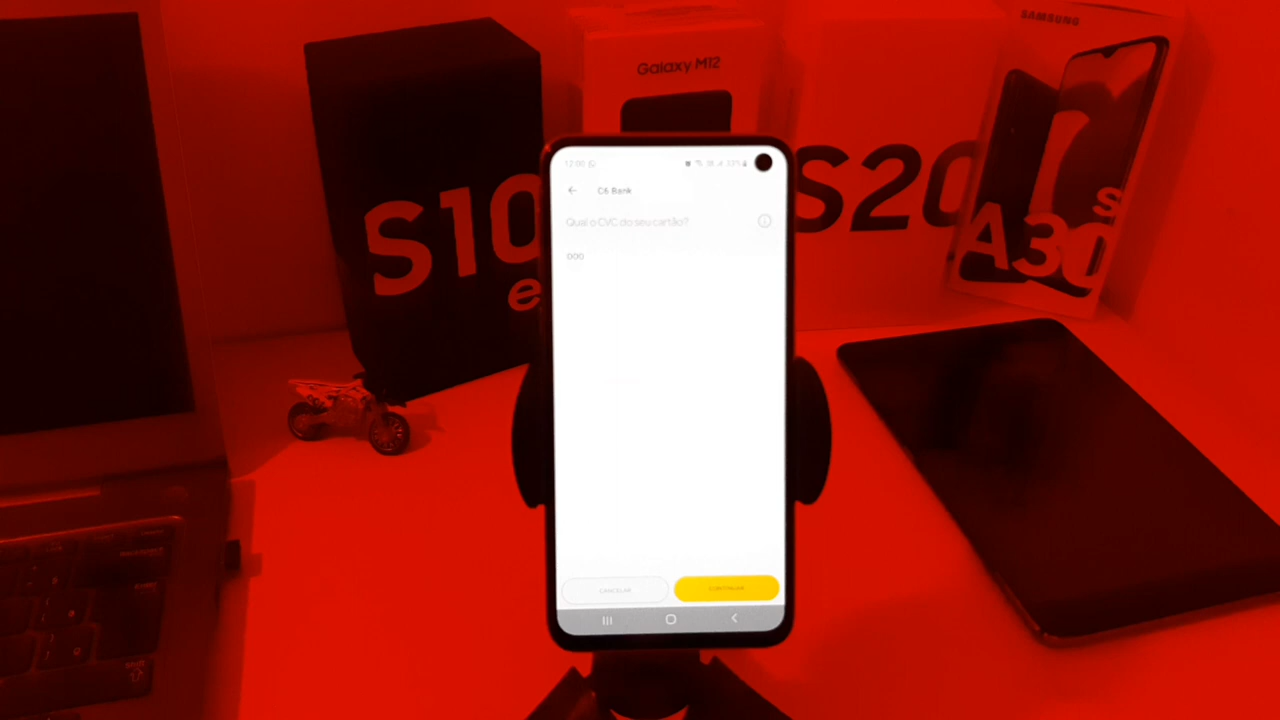 SAMSUNG
Galaxy M12
S10
e
S20
A30
s
12:00
C6 Bank
Qual o CVC do seu cartão?
000
CANCELAR
CONTINUAR